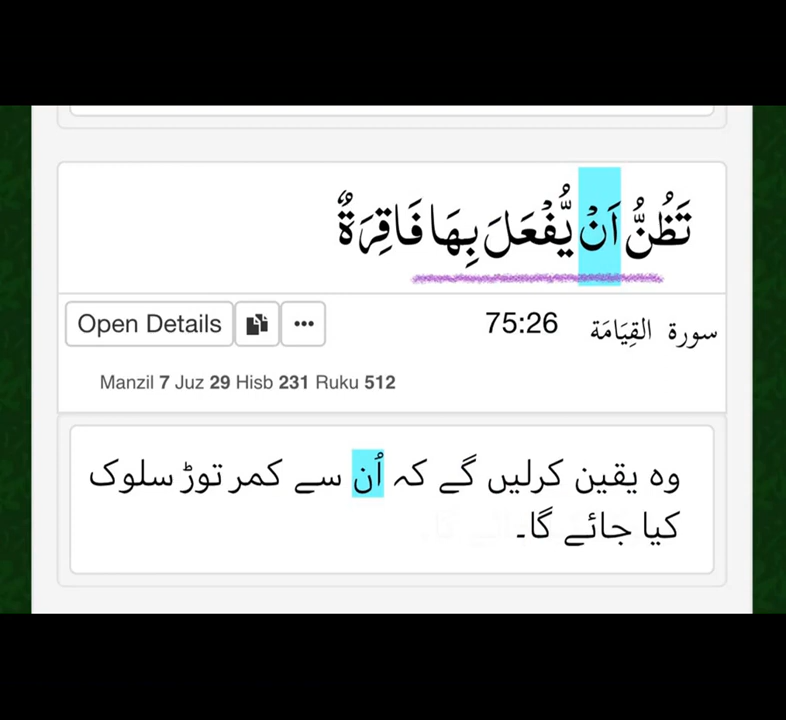 تَظُنُّ اَنْ يُّفْعَلَ بِهَا فَاقِرَةٌ
Open Details ••• 75:26 سورة القِيَامَة
Manzil 7 Juz 29 Hisb 231 Ruku 512
وہ یقین کرلیں گے کہ اُن سے کمر توڑ سلوک
کیا جائے گا۔